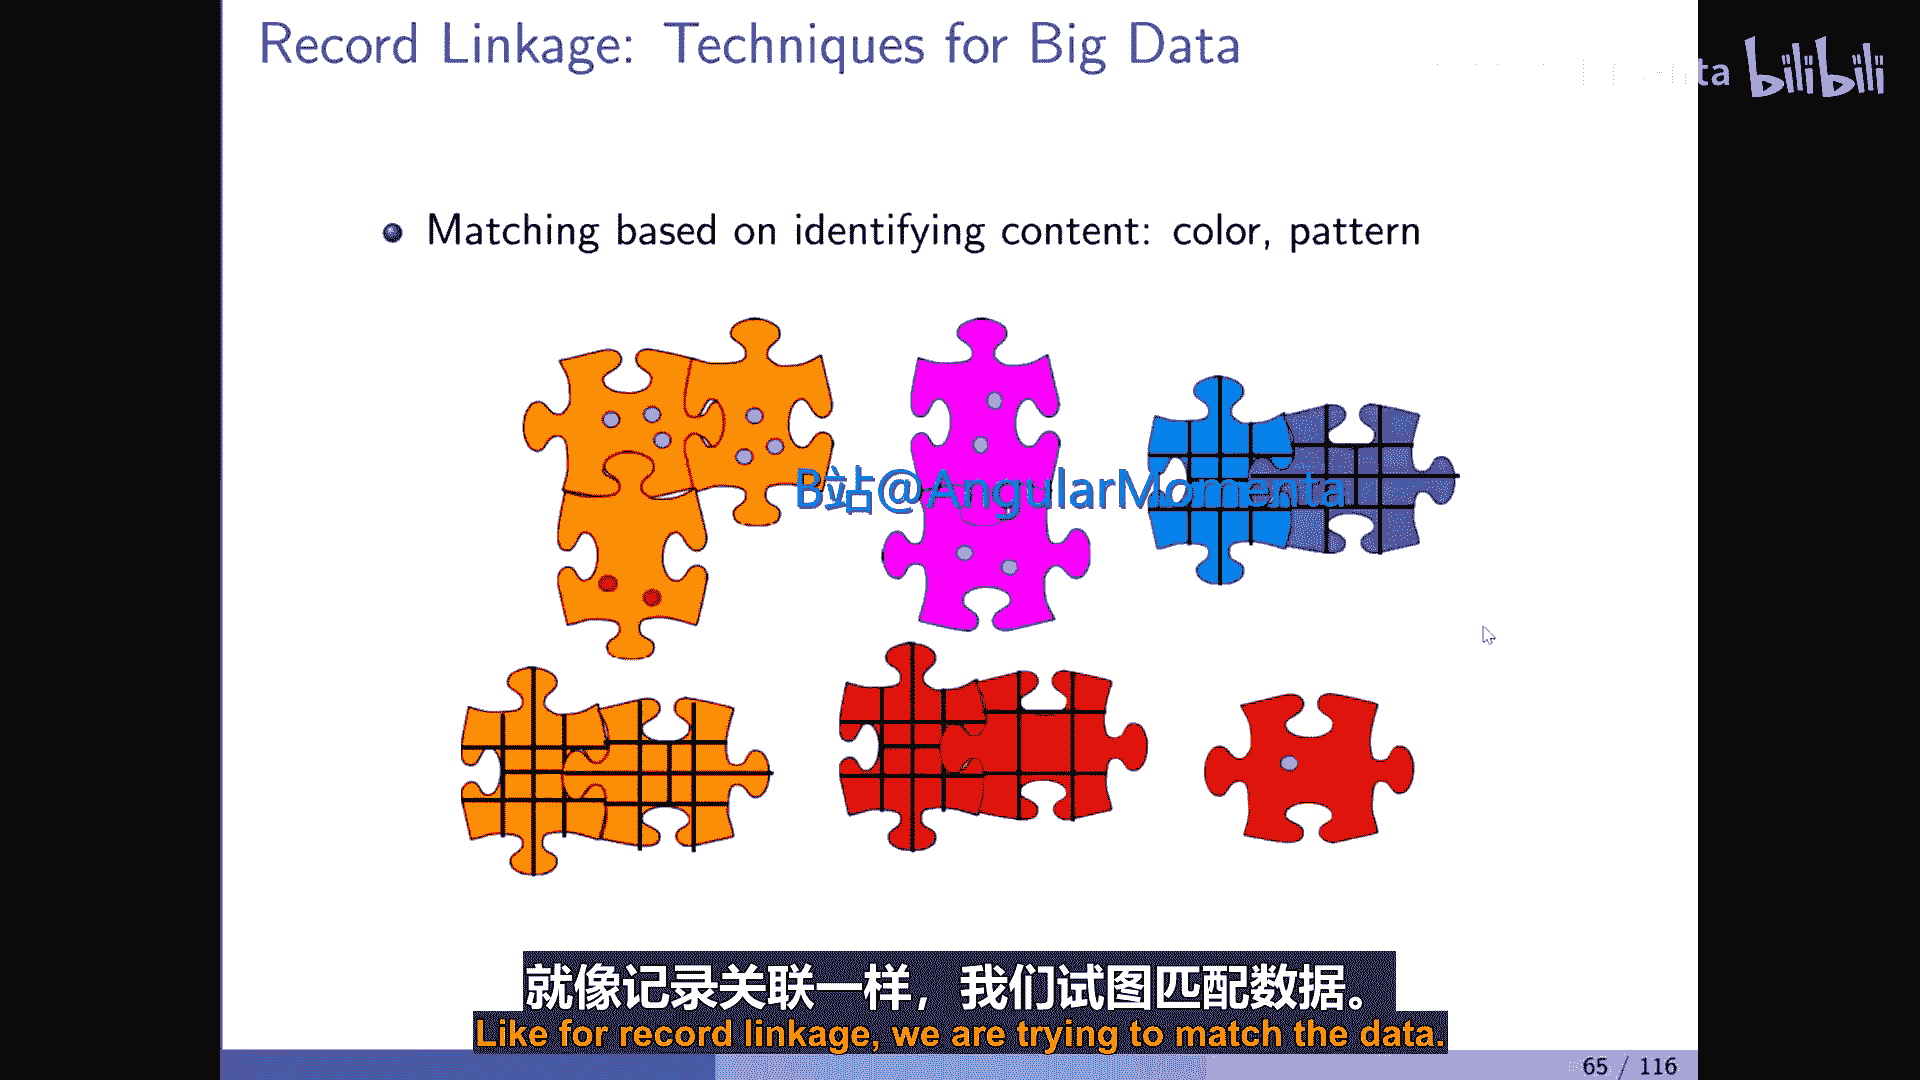 Record Linkage: Techniques for Big Data
ta bilibili
Matching based on identifying content: color, pattern
B站@AngularMomenta
就像记录关联一样，我们试图匹配数据。
Like for record linkage, we are trying to match the data.
65 / 116